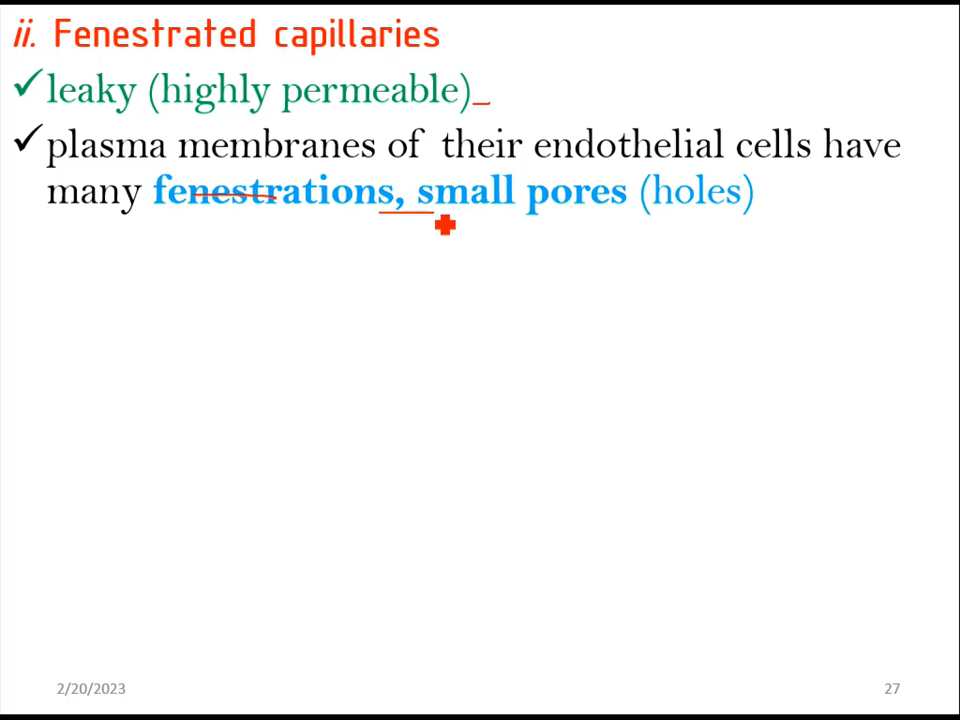 ii. Fenestrated capillaries
✓leaky (highly permeable)
✓plasma membranes of their endothelial cells have
many fenestrations, small pores (holes)
2/20/2023
27